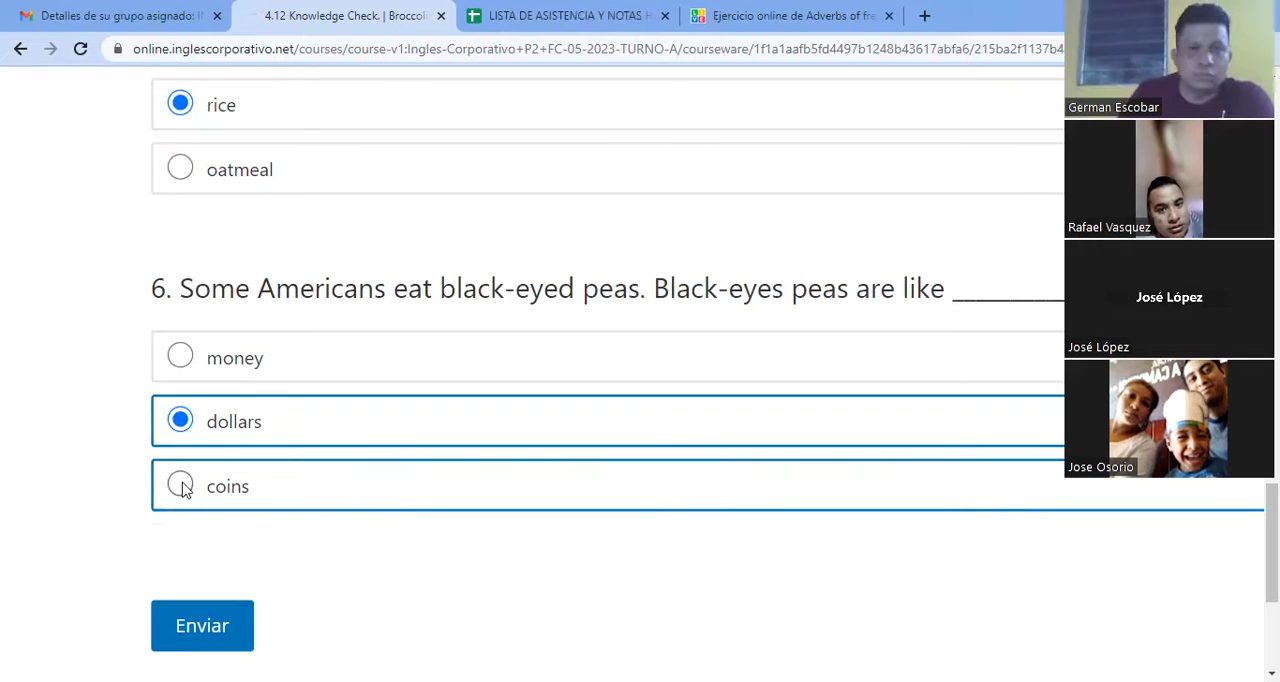 Detalles de su grupo asignado: I
4.12 Knowledge Check. | Broccoli
LISTA DE ASISTENCIA Y NOTAS H
Ejercicio online de Adverbs of fre
online.inglescorporativo.net/courses/course-v1:Ingles-Corporativo+P2+FC-05-2023-TURNO-A/courseware/1f1a1aafb5fd4497b1248b43617abfa6/215ba2f1137b4
rice
oatmeal
6. Some Americans eat black-eyed peas. Black-eyes peas are like __________
money
dollars
coins
Enviar
German Escobar
Rafael Vasquez
José López
José López
Jose Osorio